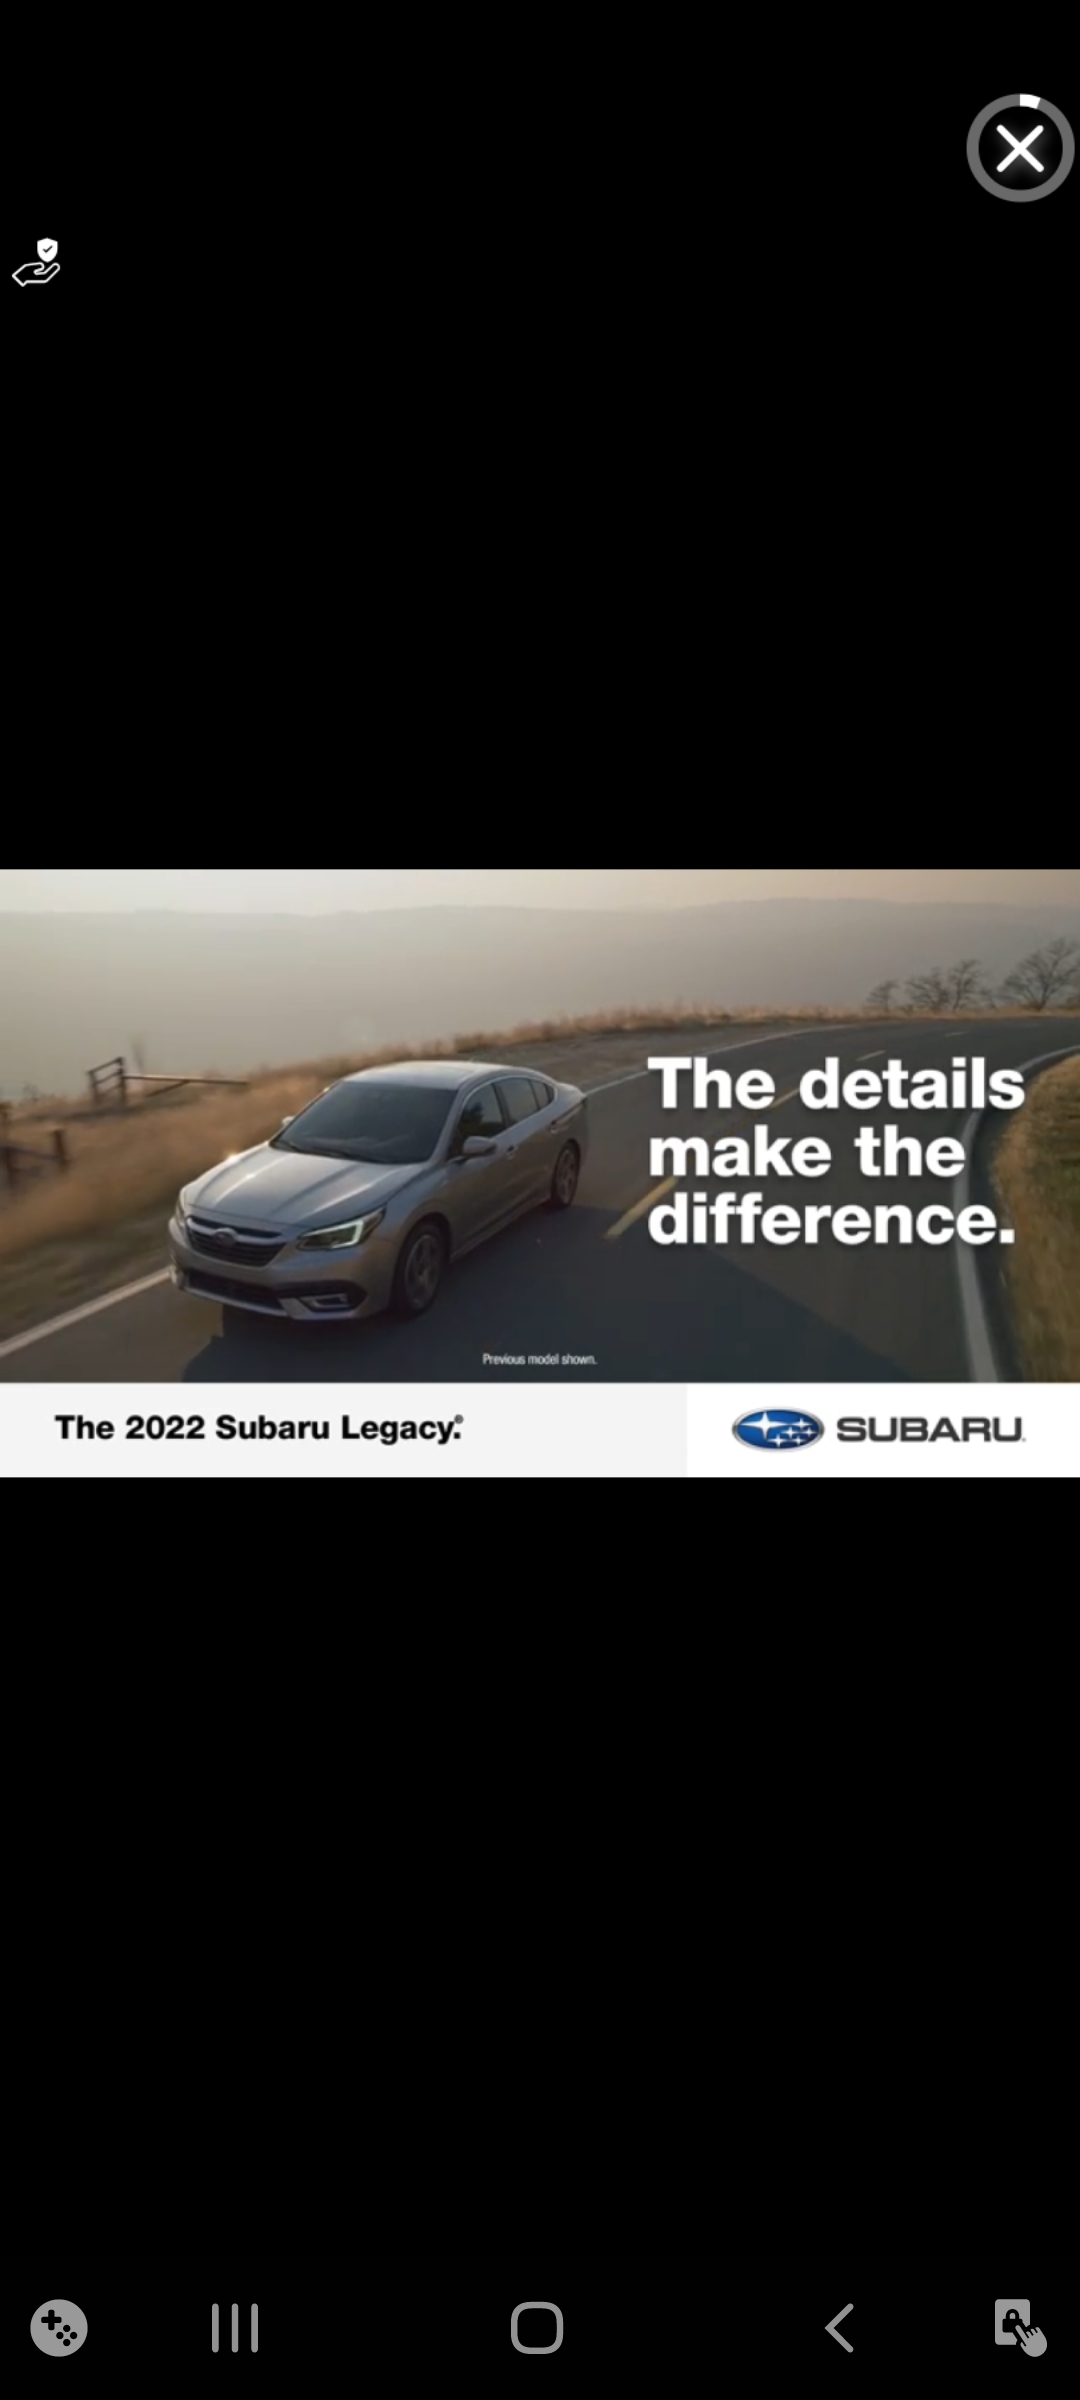 The details
make the
difference.
Previous model shown.
The 2022 Subaru Legacy.®
SUBARU®